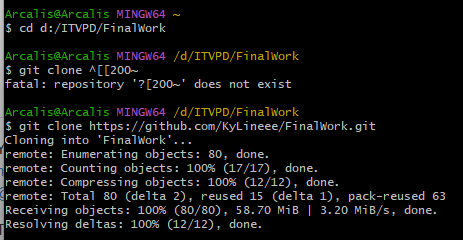 Arcalis@Arcalis MINGW64 ~
$ cd d:/ITVPD/FinalWork
Arcalis@Arcalis MINGW64 /d/ITVPD/FinalWork
$ git clone ^[[200~
fatal: repository '?[200~' does not exist
Arcalis@Arcalis MINGW64 /d/ITVPD/FinalWork
$ git clone https://github.com/KyLineee/FinalWork.git
Cloning into 'FinalWork'...
remote: Enumerating objects: 80, done.
remote: Counting objects: 100% (17/17), done.
remote: Compressing objects: 100% (12/12), done.
remote: Total 80 (delta 2), reused 15 (delta 1), pack-reused 63
Receiving objects: 100% (80/80), 58.70 MiB | 3.20 MiB/s, done.
Resolving deltas: 100% (12/12), done.